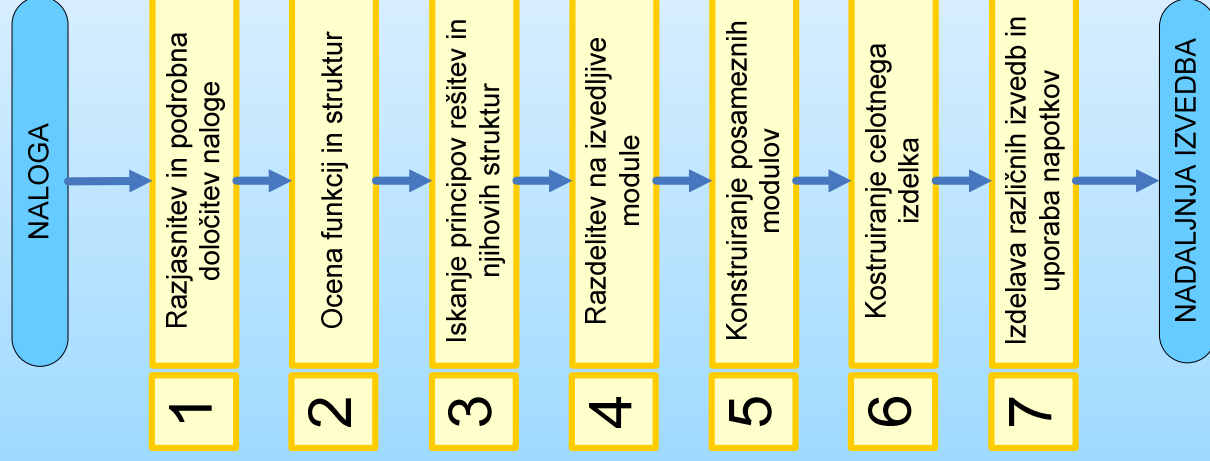 NALOGA
1
Razjasnitev in podrobna
določitev naloge
2
Ocena funkcij in struktur
3
Iskanje principov rešitev in
njihovih struktur
4
Razdelitev na izvedljive
module
5
Konstruiranje posameznih
modulov
6
Kostruiranje celotnega
izdelka
7
Izdelava različnih izvedb in
uporaba napotkov
NADALJNJA IZVEDBA